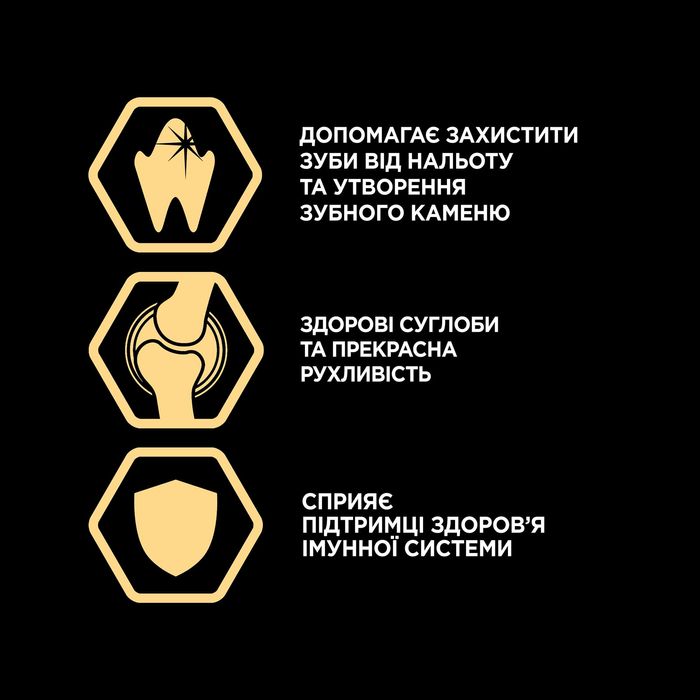 ДОПОМАГАЄ ЗАХИСТИТИ
ЗУБИ ВІД НАЛЬОТУ
ТА УТВОРЕННЯ
ЗУБНОГО КАМЕНЮ
ЗДОРОВІ СУГЛОБИ
ТА ПРЕКРАСНА
РУХЛИВІСТЬ
СПРИЯЄ
ПІДТРИМЦІ ЗДОРОВ’Я
ІМУННОЇ СИСТЕМИ